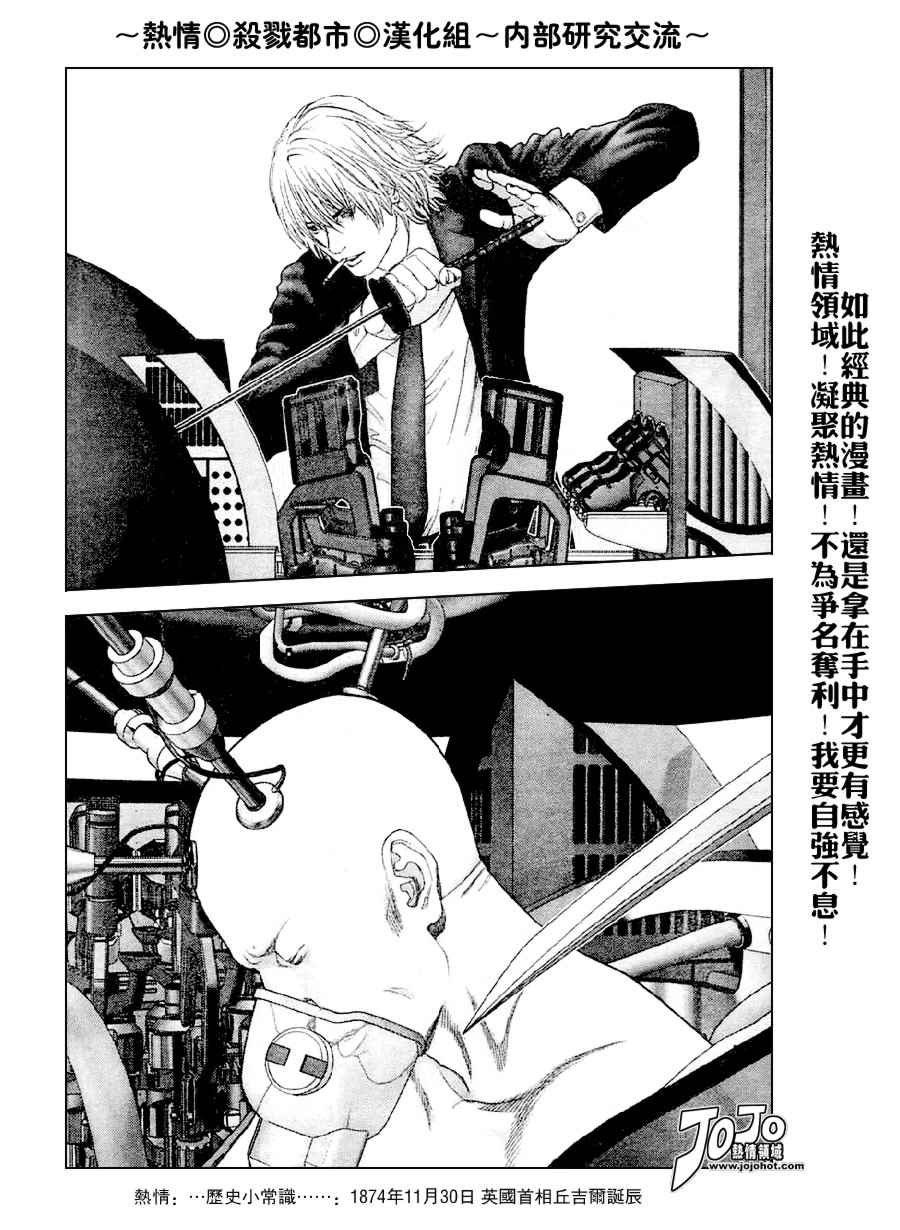 ～熱情◎殺戮都市◎漢化組～内部研究交流～
如此經典的漫畫！還是拿在手中才更有感覺！
熱情領域！凝聚熱情！不為爭名奪利！我要自強不息！
JOJO
熱情領域
www.jojohot.com
熱情：…歷史小常識……：1874年11月30日 英國首相丘吉爾誕辰